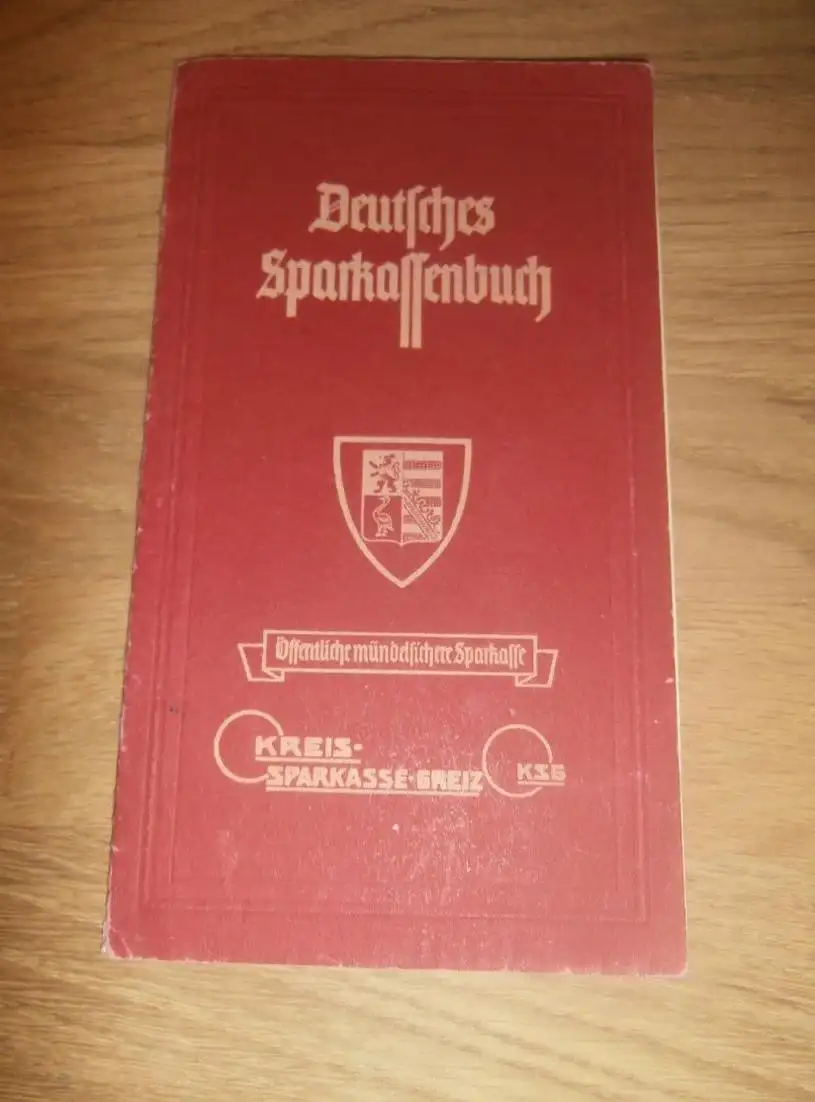 Deutſches
Sparkaſſenbuch
Öffentliche mündelſichere Sparkaſſe
KREIS-
SPARKASSE·GREIZ
KSG